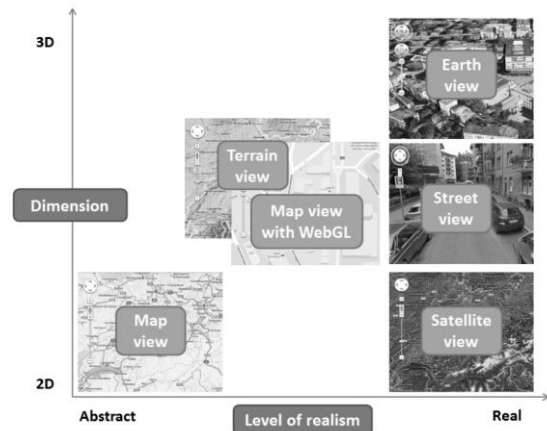 3D
Earth
view
Terrain
view
Map view
with WebGL
Dimension
Street
view
Map
view
Satellite
view
2D
Abstract
Level of realism
Real